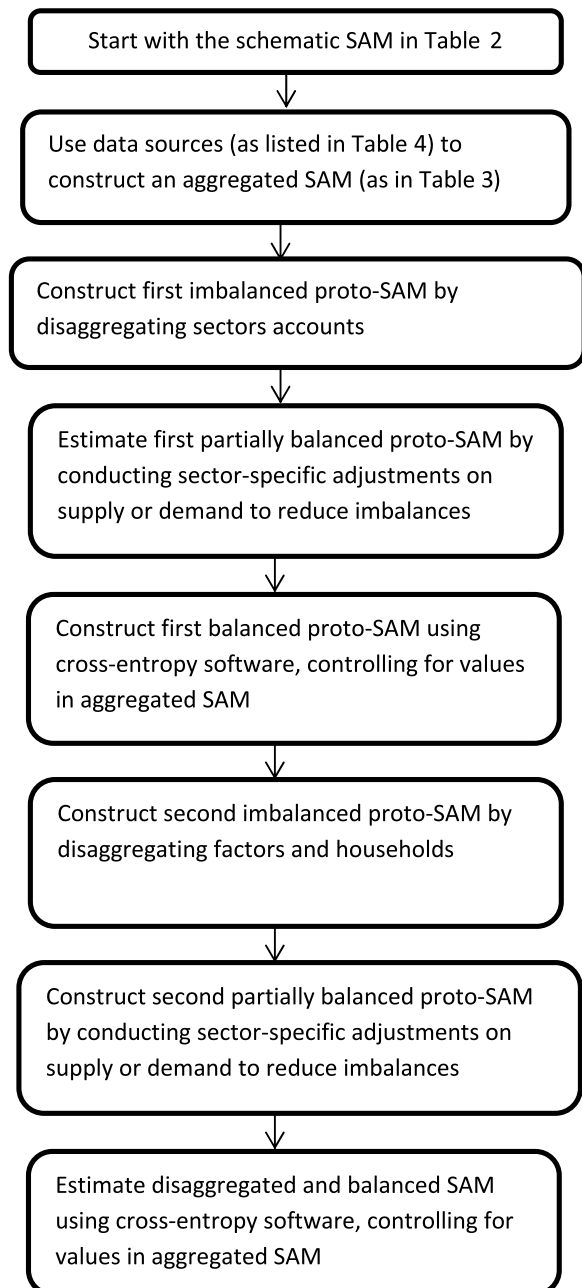 Start with the schematic SAM in Table 2
Use data sources (as listed in Table 4) to
construct an aggregated SAM (as in Table 3)
Construct first imbalanced proto-SAM by
disaggregating sectors accounts
Estimate first partially balanced proto-SAM by
conducting sector-specific adjustments on
supply or demand to reduce imbalances
Construct first balanced proto-SAM using
cross-entropy software, controlling for values
in aggregated SAM
Construct second imbalanced proto-SAM by
disaggregating factors and households
Construct second partially balanced proto-SAM
by conducting sector-specific adjustments on
supply or demand to reduce imbalances
Estimate disaggregated and balanced SAM
using cross-entropy software, controlling for
values in aggregated SAM